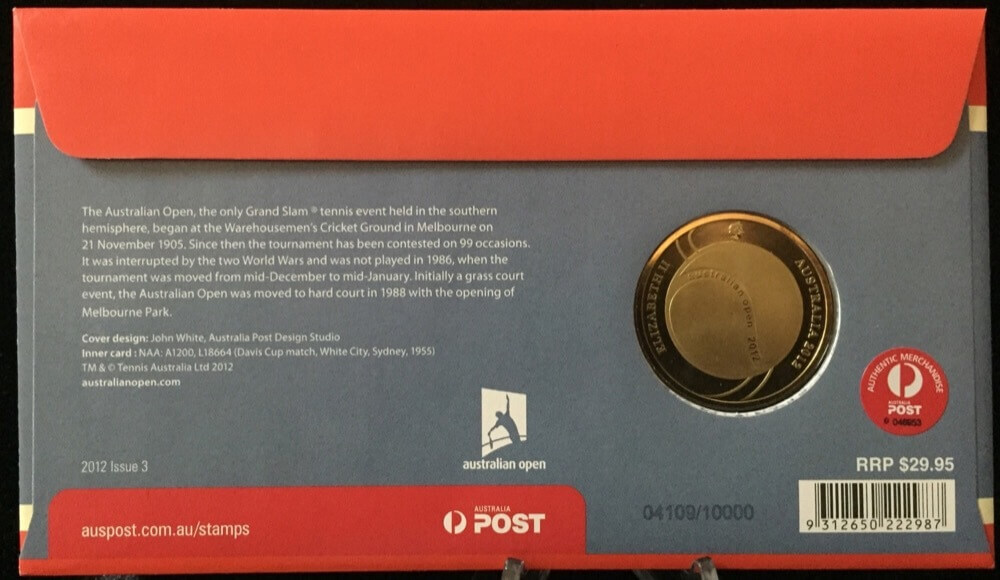 The Australian Open, the only Grand Slam ® tennis event held in the southern
hemisphere, began at the Warehousemen's Cricket Ground in Melbourne on
21 November 1905. Since then the tournament has been contested on 99 occasions.
It was interrupted by the two World Wars and was not played in 1986, when the
tournament was moved from mid-December to mid-January. Initially a grass court
event, the Australian Open was moved to hard court in 1988 with the opening of
Melbourne Park.
Cover design: John White, Australia Post Design Studio
Inner card : NAA: A1200, L18664 (Davis Cup match, White City, Sydney, 1955)
TM & © Tennis Australia Ltd 2012
australianopen.com
2012 Issue 3
australian open
ELIZABETH II
AUSTRALIA 2012
australian open 2012
AUTHENTIC MERCHANDISE
AUSTRALIA
POST
RRP $29.95
9 312650 222987
04109/10000
auspost.com.au/stamps
AUSTRALIA
POST